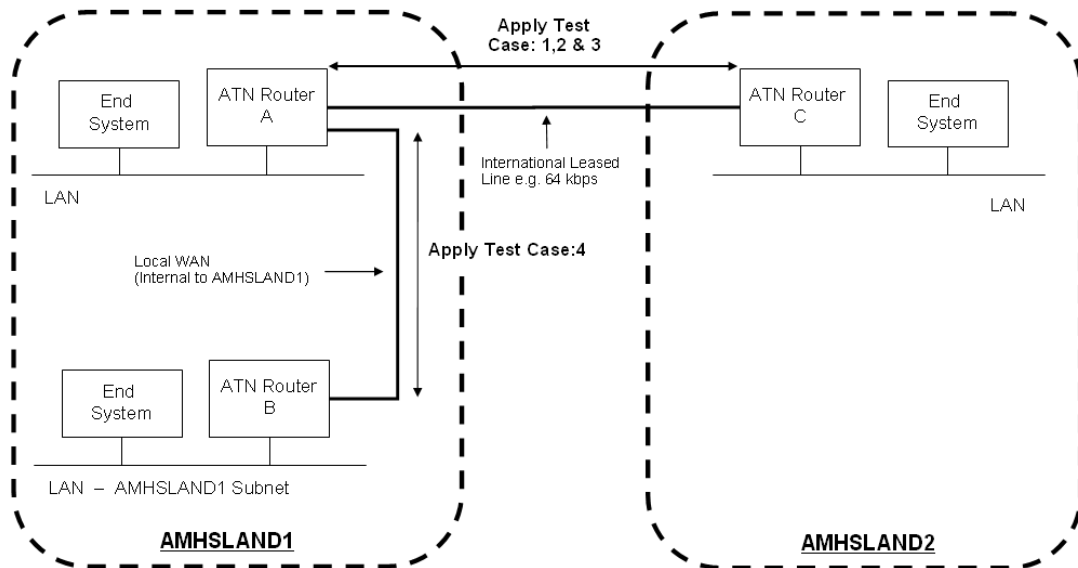 Apply Test
Case: 1,2 & 3
End
System
ATN Router
A
ATN Router
C
End
System
International Leased
Line e.g. 64 kbps
LAN
LAN
Apply Test Case:4
Local WAN
(Internal to AMHSLAND1)
End
System
ATN Router
B
LAN – AMHSLAND1 Subnet
AMHSLAND1
AMHSLAND2